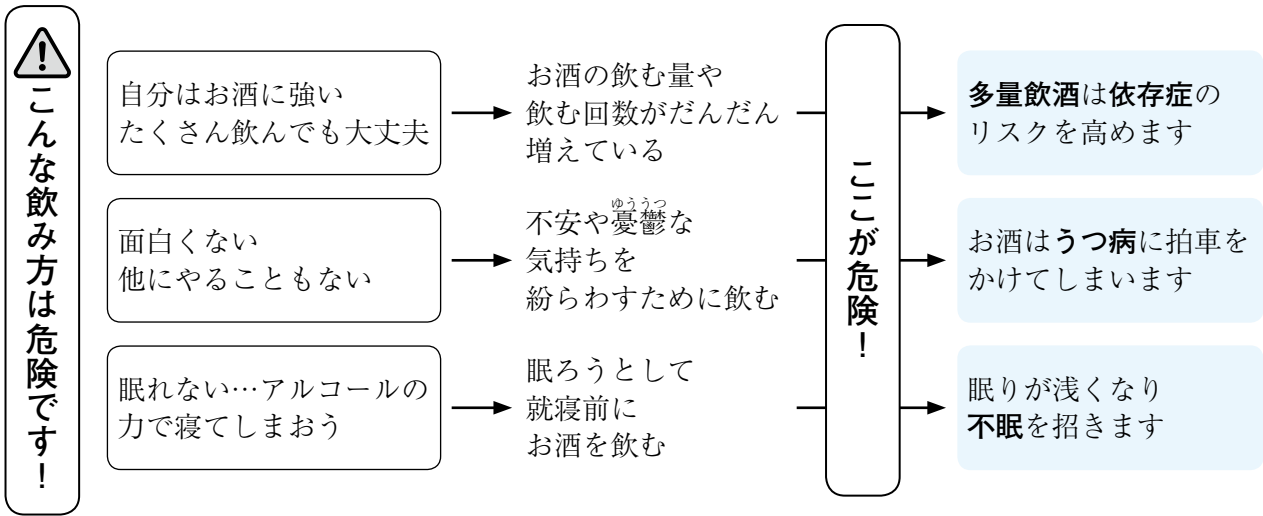 こんな飲み方は危険です！
自分はお酒に強い
たくさん飲んでも大丈夫
お酒の飲む量や
飲む回数がだんだん
増えている
ここが危険！
多量飲酒は依存症の
リスクを高めます
面白くない
他にやることもない
ゆううつ
不安や憂鬱な
気持ちを
紛らわすために飲む
お酒はうつ病に拍車を
かけてしまいます
眠れない…アルコールの
力で寝てしまおう
眠ろうとして
就寝前に
お酒を飲む
眠りが浅くなり
不眠を招きます